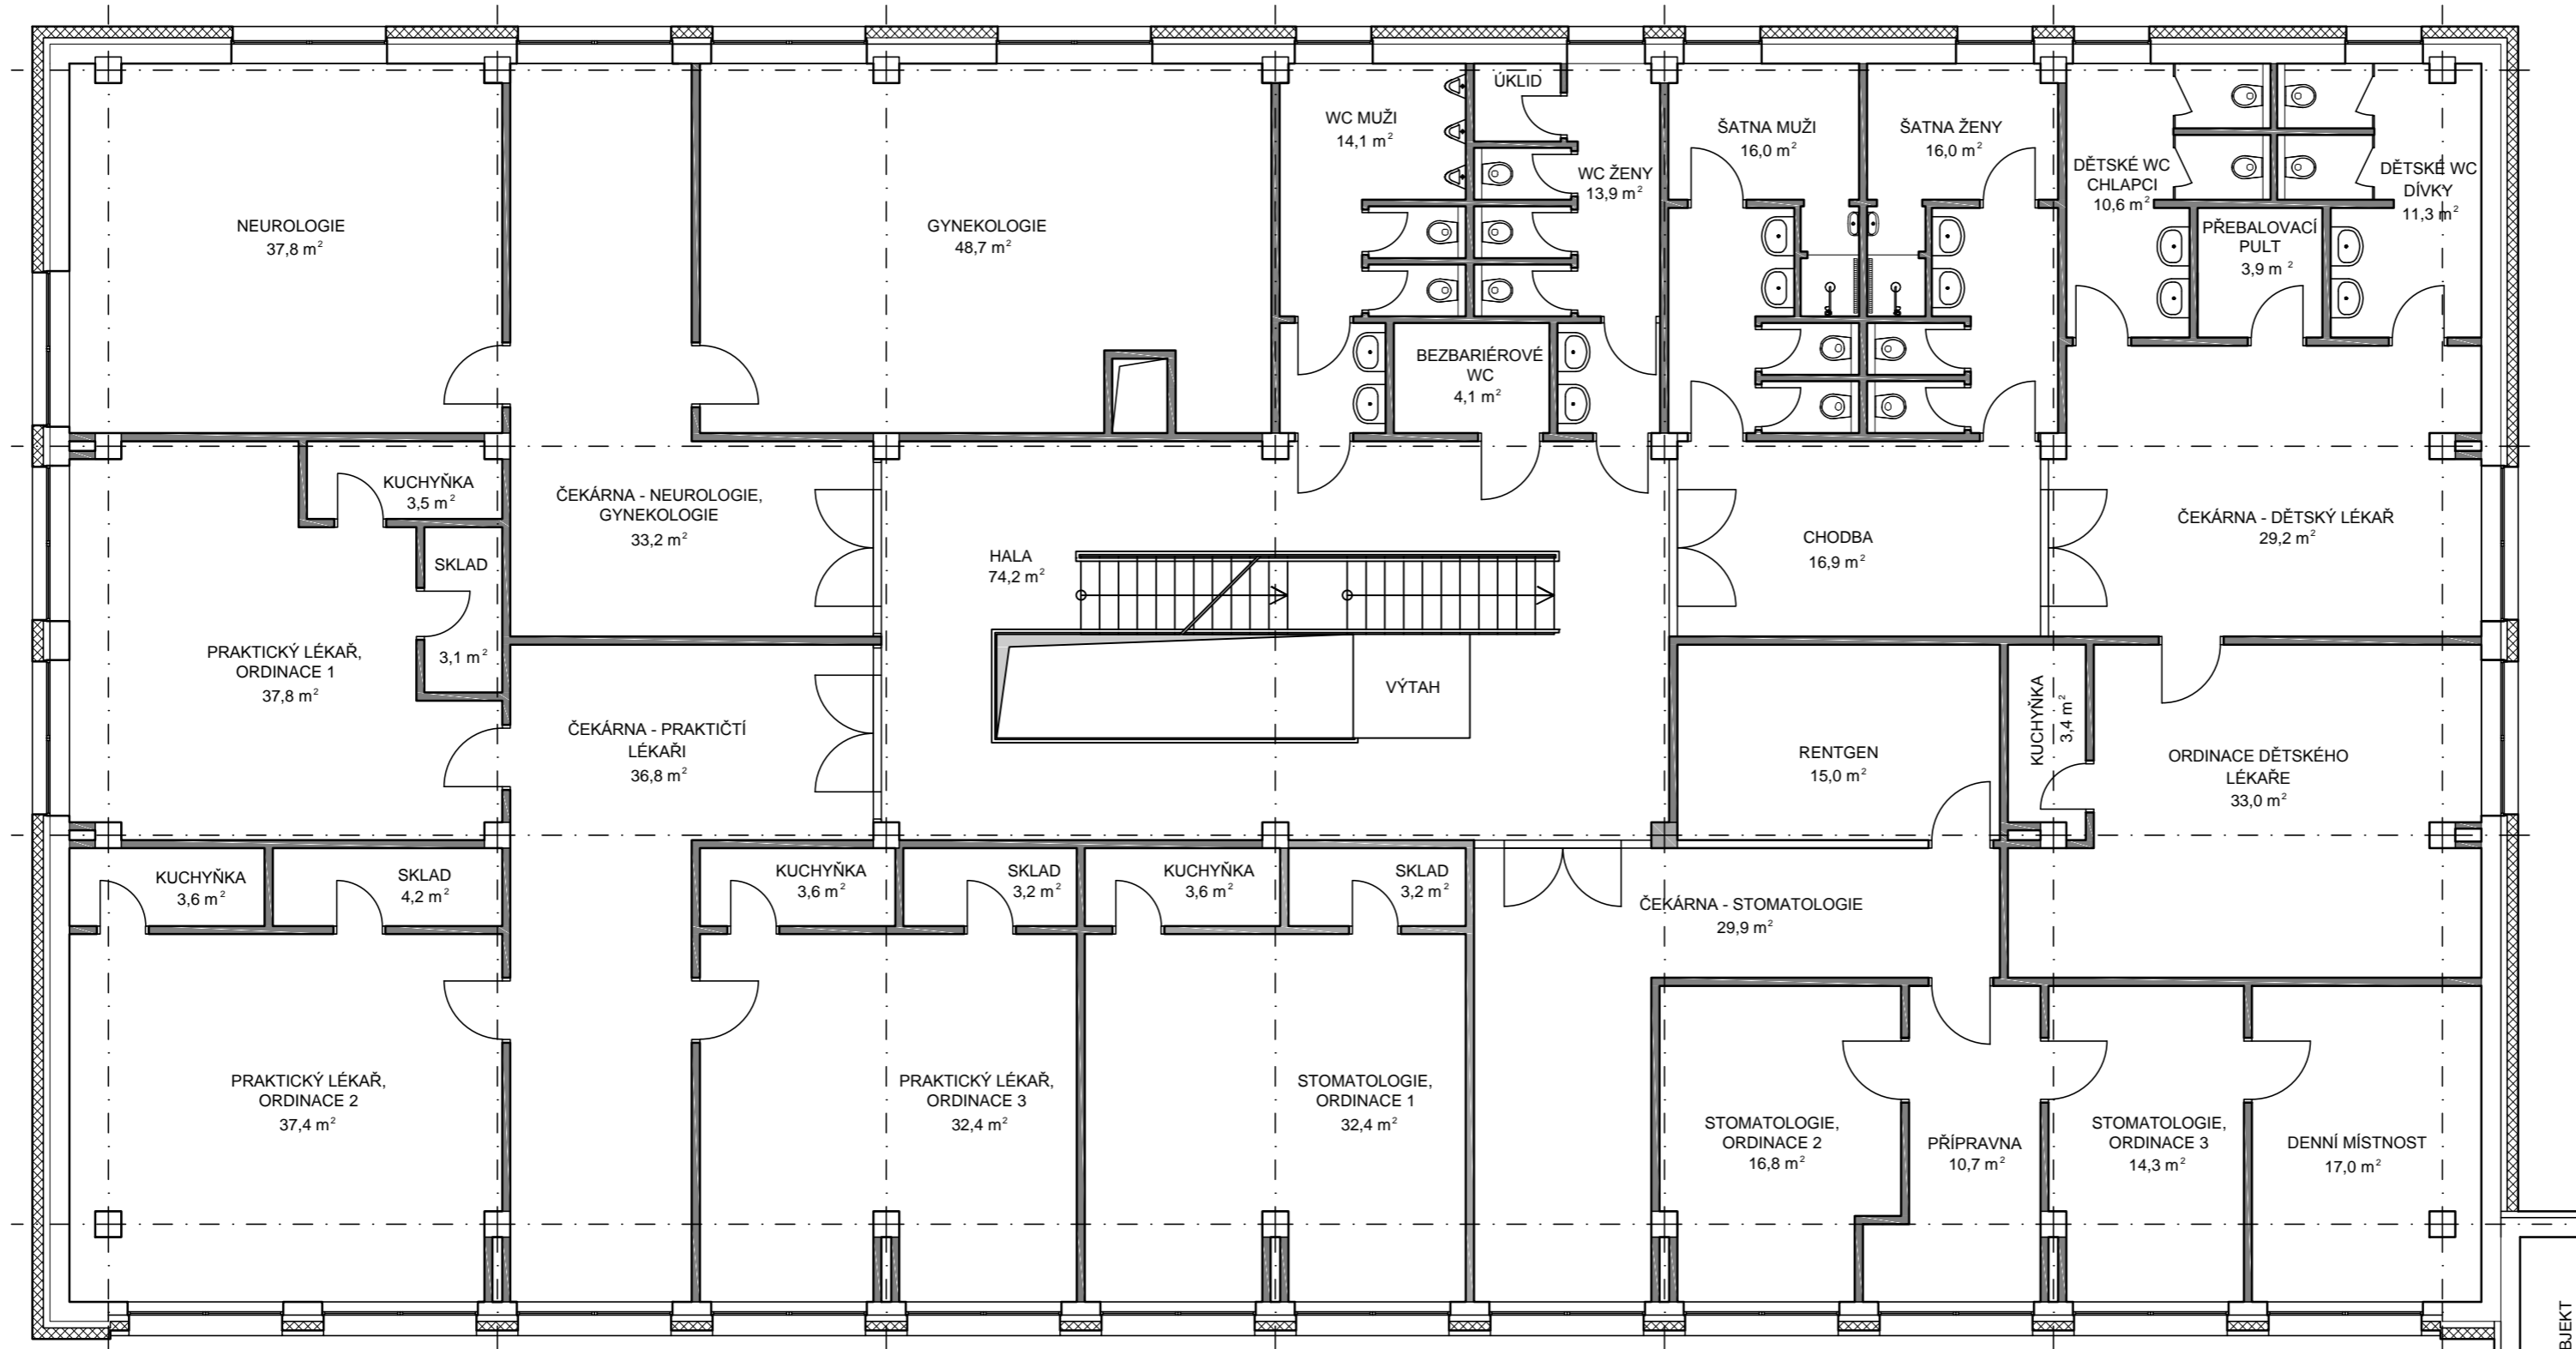 ÚKLID
WC MUŽI
14,1 m²
WC ŽENY
13,9 m²
ŠATNA MUŽI
16,0 m²
ŠATNA ŽENY
16,0 m²
DĚTSKÉ WC
CHLAPCI
10,6 m²
DĚTSKÉ WC
DÍVKY
11,3 m²
PŘEBALOVACÍ
PULT
3,9 m²
NEUROLOGIE
37,8 m²
GYNEKOLOGIE
48,7 m²
BEZBARIÉROVÉ
WC
4,1 m²
KUCHYŇKA
3,5 m²
ČEKÁRNA - NEUROLOGIE,
GYNEKOLOGIE
33,2 m²
SKLAD
3,1 m²
HALA
74,2 m²
CHODBA
16,9 m²
ČEKÁRNA - DĚTSKÝ LÉKAŘ
29,2 m²
PRAKTICKÝ LÉKAŘ,
ORDINACE 1
37,8 m²
VÝTAH
ČEKÁRNA - PRAKTIČTÍ
LÉKAŘI
36,8 m²
RENTGEN
15,0 m²
KUCHYŇKA
3,4 m²
ORDINACE DĚTSKÉHO
LÉKAŘE
33,0 m²
KUCHYŇKA
3,6 m²
SKLAD
4,2 m²
KUCHYŇKA
3,6 m²
SKLAD
3,2 m²
KUCHYŇKA
3,6 m²
SKLAD
3,2 m²
ČEKÁRNA - STOMATOLOGIE
29,9 m²
PRAKTICKÝ LÉKAŘ,
ORDINACE 2
37,4 m²
PRAKTICKÝ LÉKAŘ,
ORDINACE 3
32,4 m²
STOMATOLOGIE,
ORDINACE 1
32,4 m²
STOMATOLOGIE,
ORDINACE 2
16,8 m²
PŘÍPRAVNA
10,7 m²
STOMATOLOGIE,
ORDINACE 3
14,3 m²
DENNÍ MÍSTNOST
17,0 m²
BJEKT